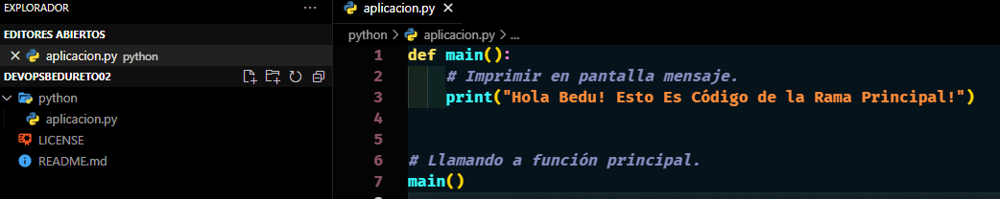 EXPLORADOR
EDITORES ABIERTOS
aplicacion.py python
DEVOPSBEDURETO02
python
aplicacion.py
LICENSE
README.md
aplicacion.py
python > aplicacion.py > ...
1 def main():
2 # Imprimir en pantalla mensaje.
3 print("Hola Bedu! Esto Es Código de la Rama Principal!")
4
5
6 # Llamando a función principal.
7 main()